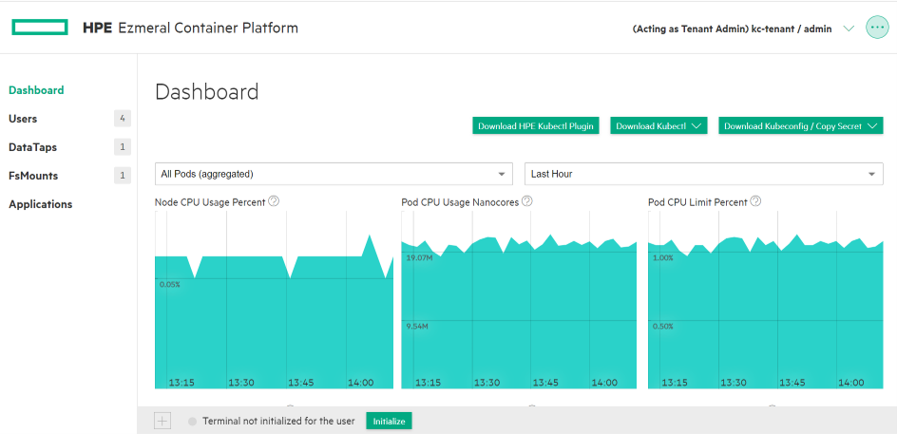 HPE Ezmeral Container Platform
(Acting as Tenant Admin) kc-tenant / admin
Dashboard
Users 4
DataTaps 1
FsMounts 1
Applications
Dashboard
Download HPE Kubectl Plugin
Download Kubectl
Download Kubeconfig / Copy Secret
All Pods (aggregated)
Last Hour
Node CPU Usage Percent ?
0.05%
13:15 13:30 13:45 14:00
Pod CPU Usage Nanocores ?
19.07M
9.54M
13:15 13:30 13:45 14:00
Pod CPU Limit Percent ?
1.00%
0.50%
13:15 13:30 13:45 14:00
Terminal not initialized for the user
Initialize